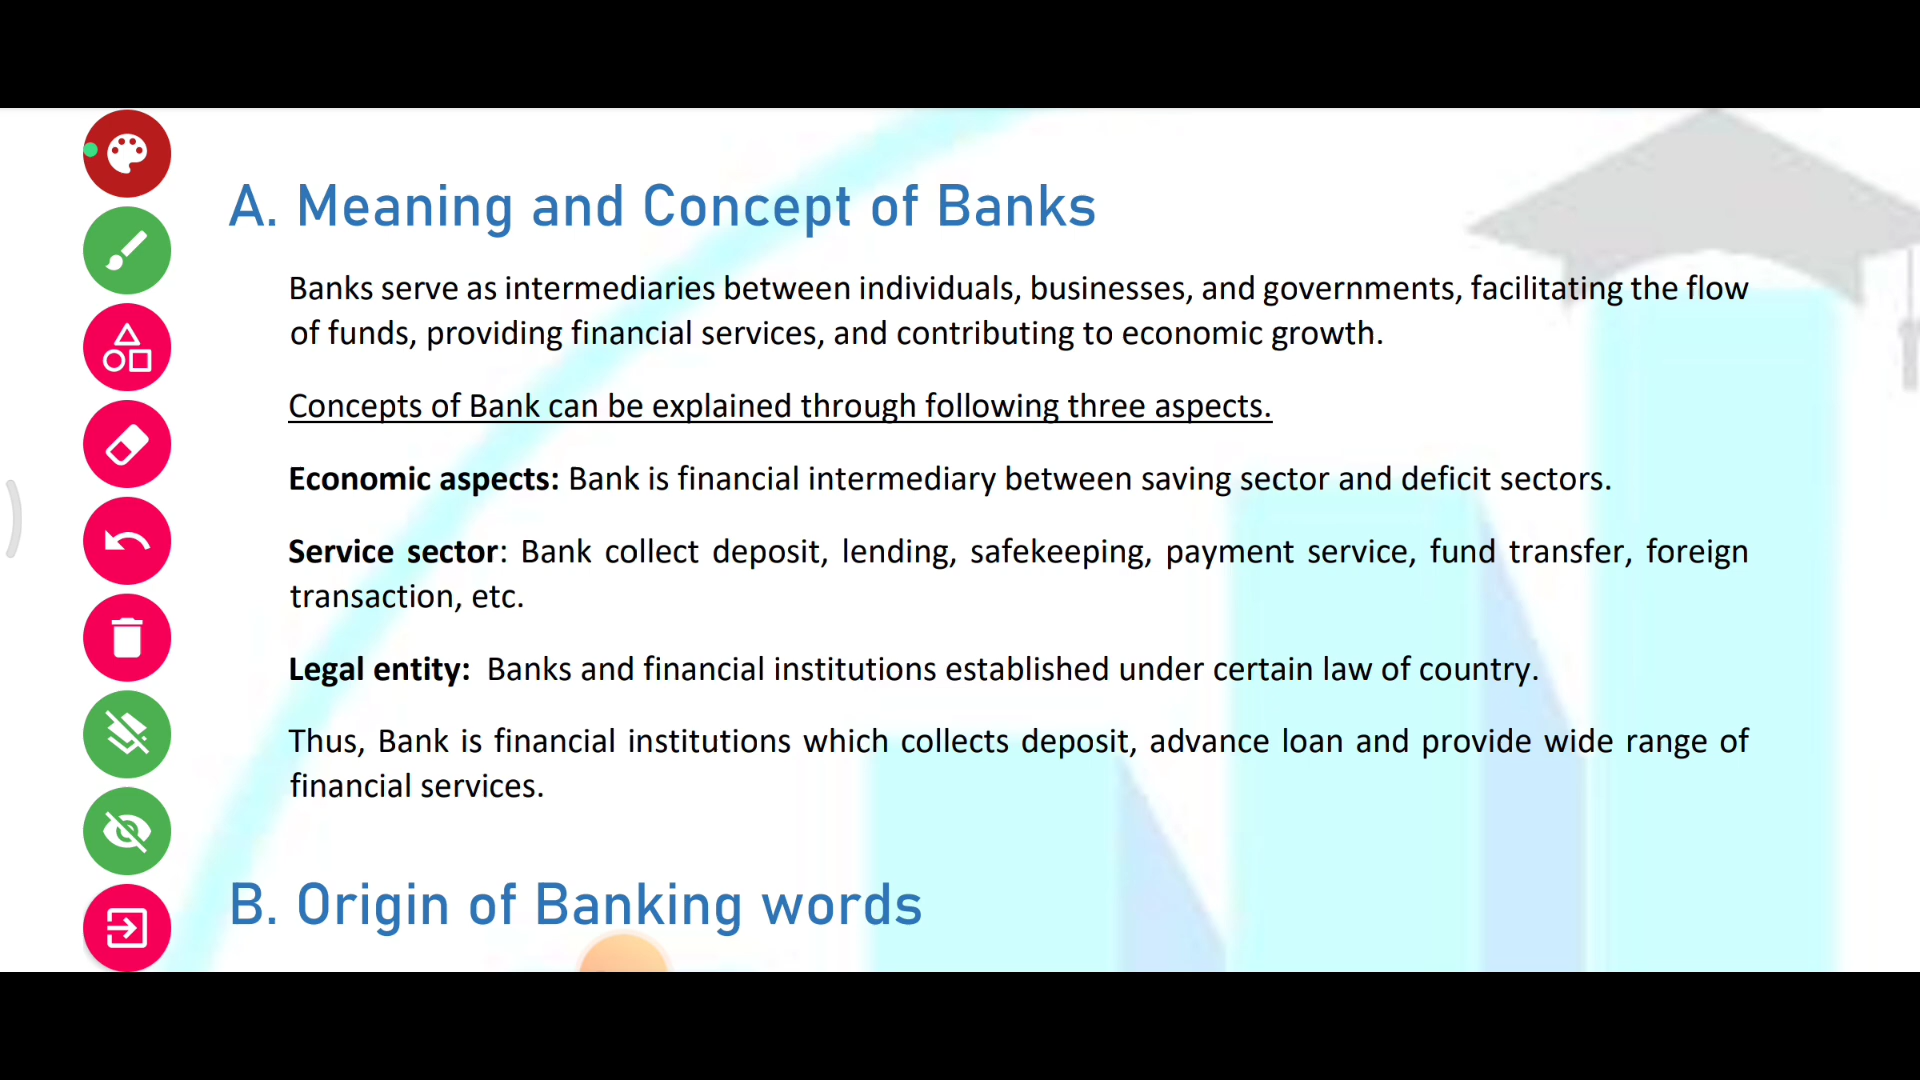 A. Meaning and Concept of Banks
Banks serve as intermediaries between individuals, businesses, and governments, facilitating the flow
of funds, providing financial services, and contributing to economic growth.
Concepts of Bank can be explained through following three aspects.
Economic aspects: Bank is financial intermediary between saving sector and deficit sectors.
Service sector: Bank collect deposit, lending, safekeeping, payment service, fund transfer, foreign
transaction, etc.
Legal entity:  Banks and financial institutions established under certain law of country.
Thus, Bank is financial institutions which collects deposit, advance loan and provide wide range of
financial services.
B. Origin of Banking words